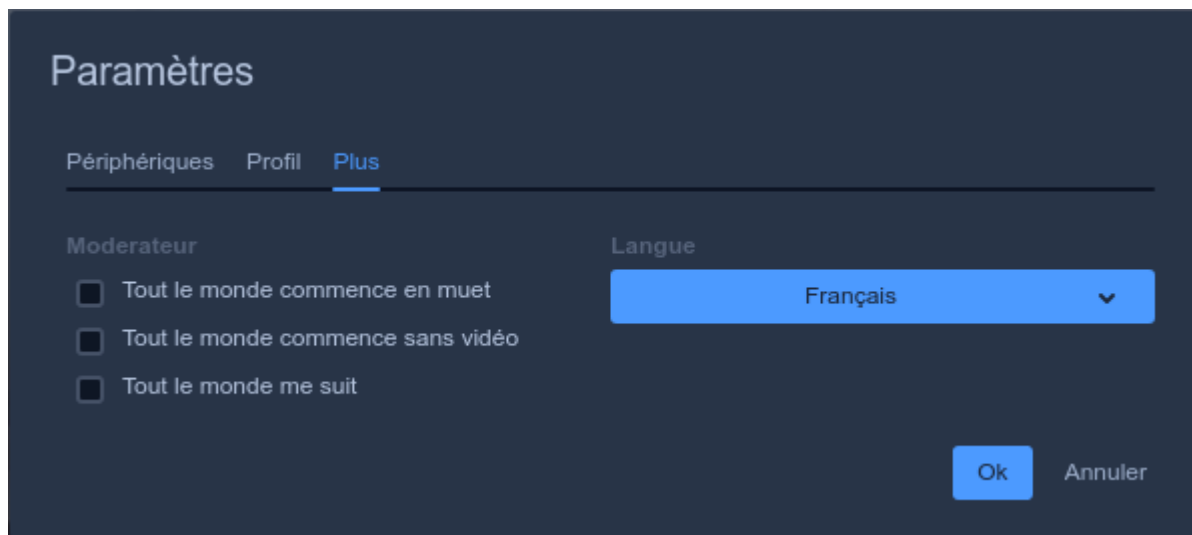 Paramètres
Périphériques Profil Plus
Moderateur
Tout le monde commence en muet
Tout le monde commence sans vidéo
Tout le monde me suit
Langue
Français
Ok Annuler